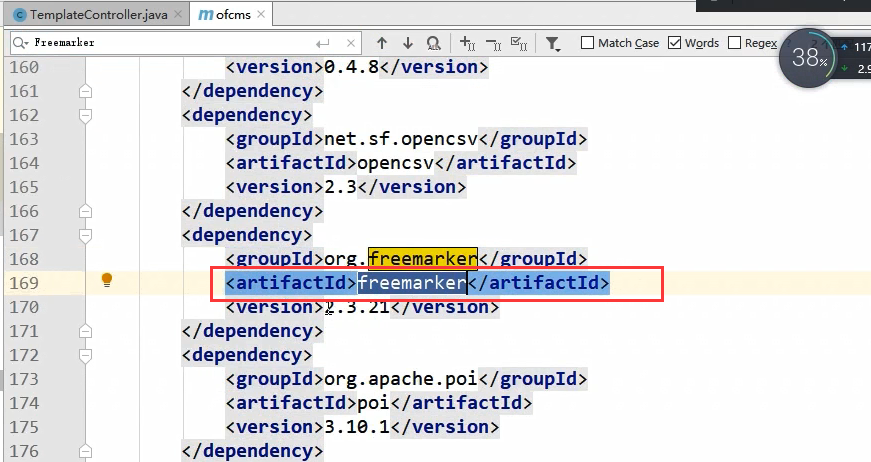 TemplateController.java ofcms
Freemarker Match Case Words Regex 38%
160 <version>0.4.8</version>
161 </dependency>
162 <dependency>
163 <groupId>net.sf.opencsv</groupId>
164 <artifactId>opencsv</artifactId>
165 <version>2.3</version>
166 </dependency>
167 <dependency>
168 <groupId>org.freemarker</groupId>
169 <artifactId>freemarker</artifactId>
170 <version>2.3.21</version>
171 </dependency>
172 <dependency>
173 <groupId>org.apache.poi</groupId>
174 <artifactId>poi</artifactId>
175 <version>3.10.1</version>
176 </dependency>